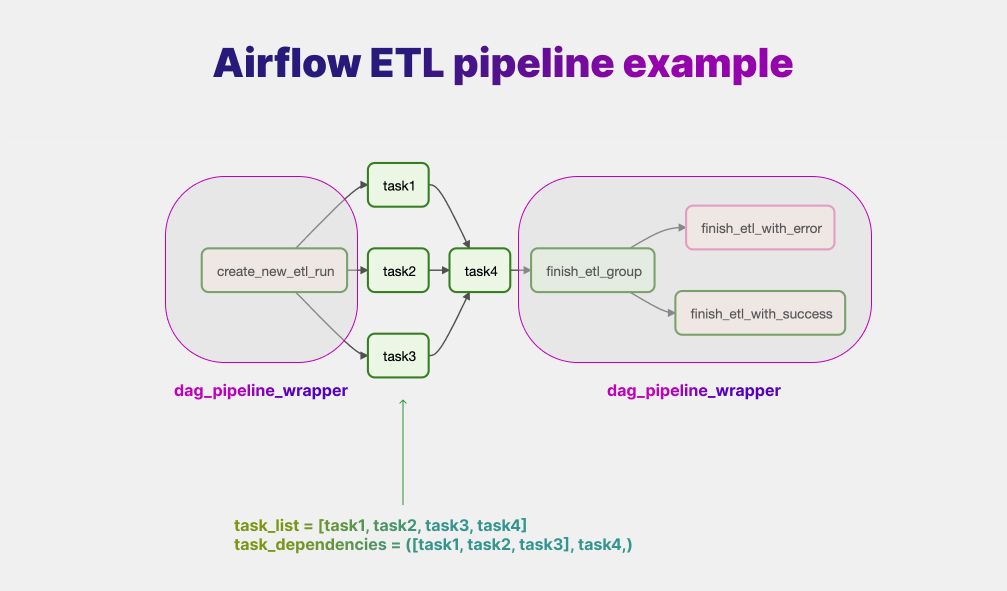 Airflow ETL pipeline example
task1
finish_etl_with_error
create_new_etl_run
task2
task4
finish_etl_group
finish_etl_with_success
task3
dag_pipeline_wrapper
dag_pipeline_wrapper
task_list = [task1, task2, task3, task4]
task_dependencies = ([task1, task2, task3], task4,)